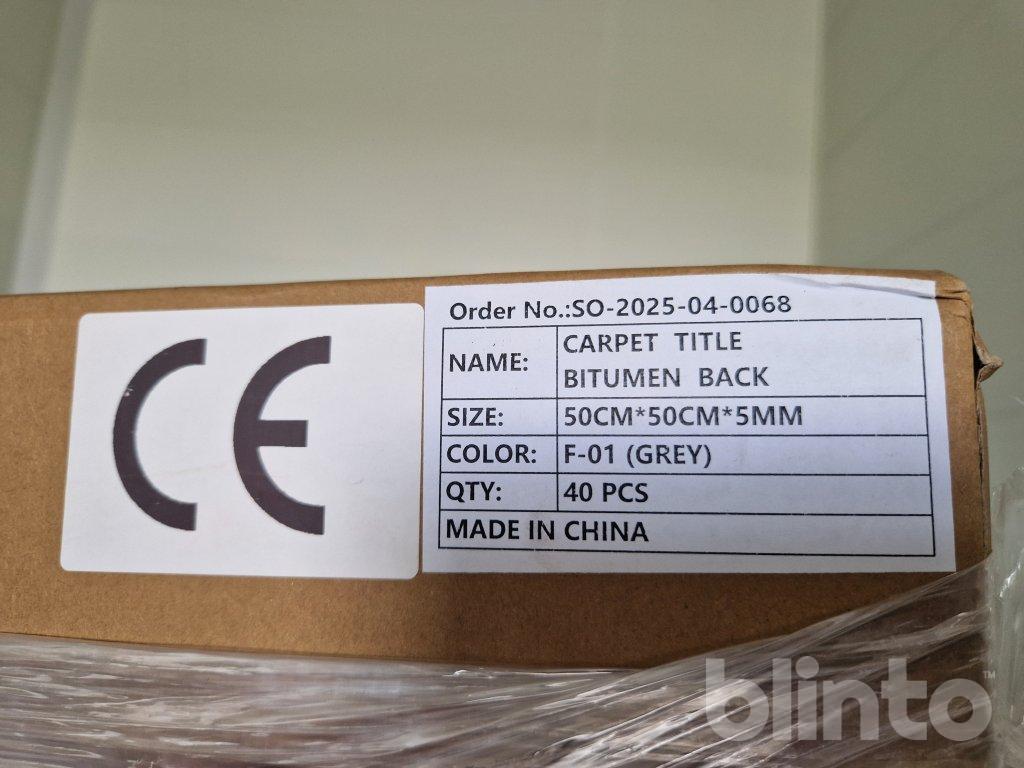 CE
Order No.:SO-2025-04-0068
NAME: CARPET TITLE
BITUMEN BACK
SIZE: 50CM*50CM*5MM
COLOR: F-01 (GREY)
QTY: 40 PCS
MADE IN CHINA
blinto™